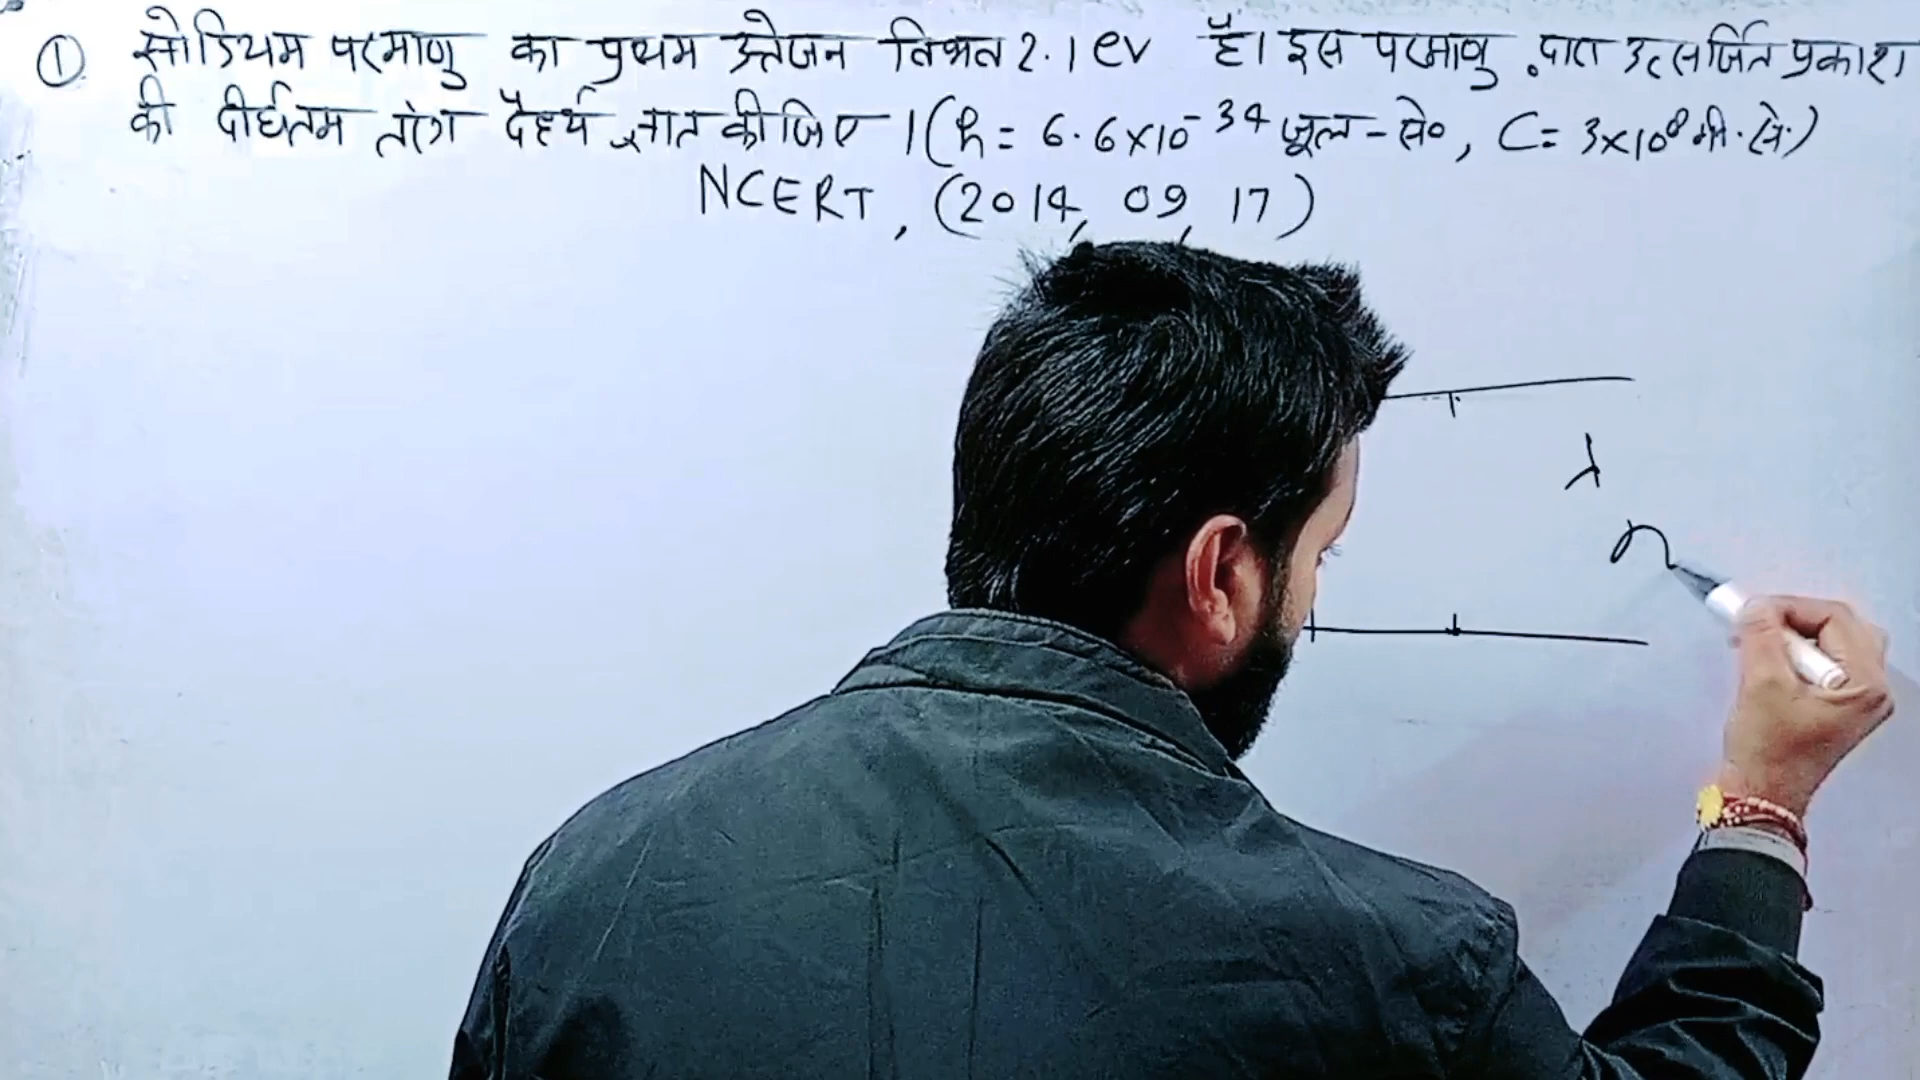 ① सोडियम परमाणु का प्रथम उत्तेजन विभव 2.1 ev है। इस परमाणु द्वारा उत्सर्जित प्रकाश
की दीर्घतम तरंग दैर्ध्य ज्ञात कीजिए । (h = 6.6×10⁻³⁴ जूल-से०, C = 3×10⁸ मी.से.)
NCERT, (2014, 09, 17)
λ